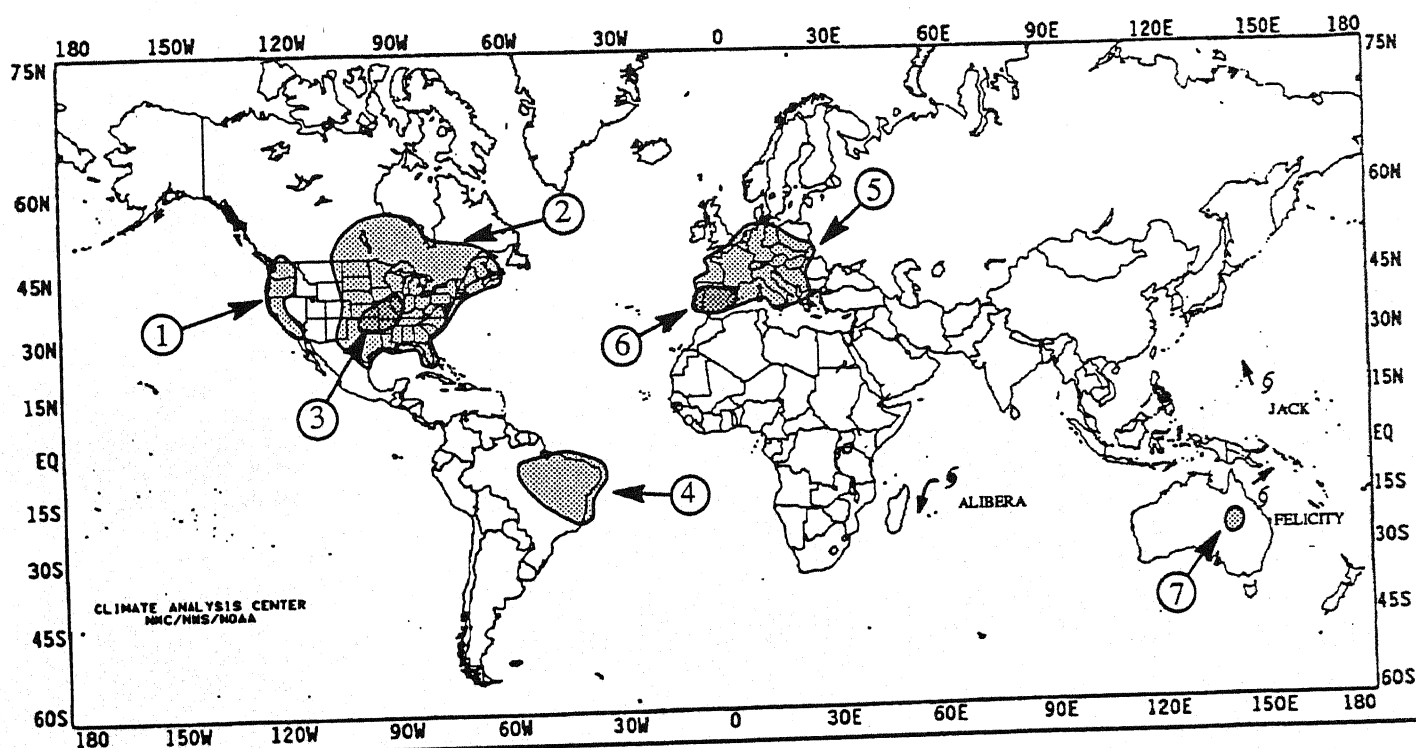 180 150W 120W 90W 60W 30W 0 30E 60E 90E 120E 150E 180
75N 75N
60N 60N
45N 45N
30N 30N
15N 15N
EQ EQ
15S 15S
30S 30S
45S 45S
60S 60S
1
2
3
4
5
6
7
JACK
ALIBERA
FELICITY
CLIMATE ANALYSIS CENTER
NMC/NWS/NOAA
180 150W 120W 90W 60W 30W 0 30E 60E 90E 120E 150E 180